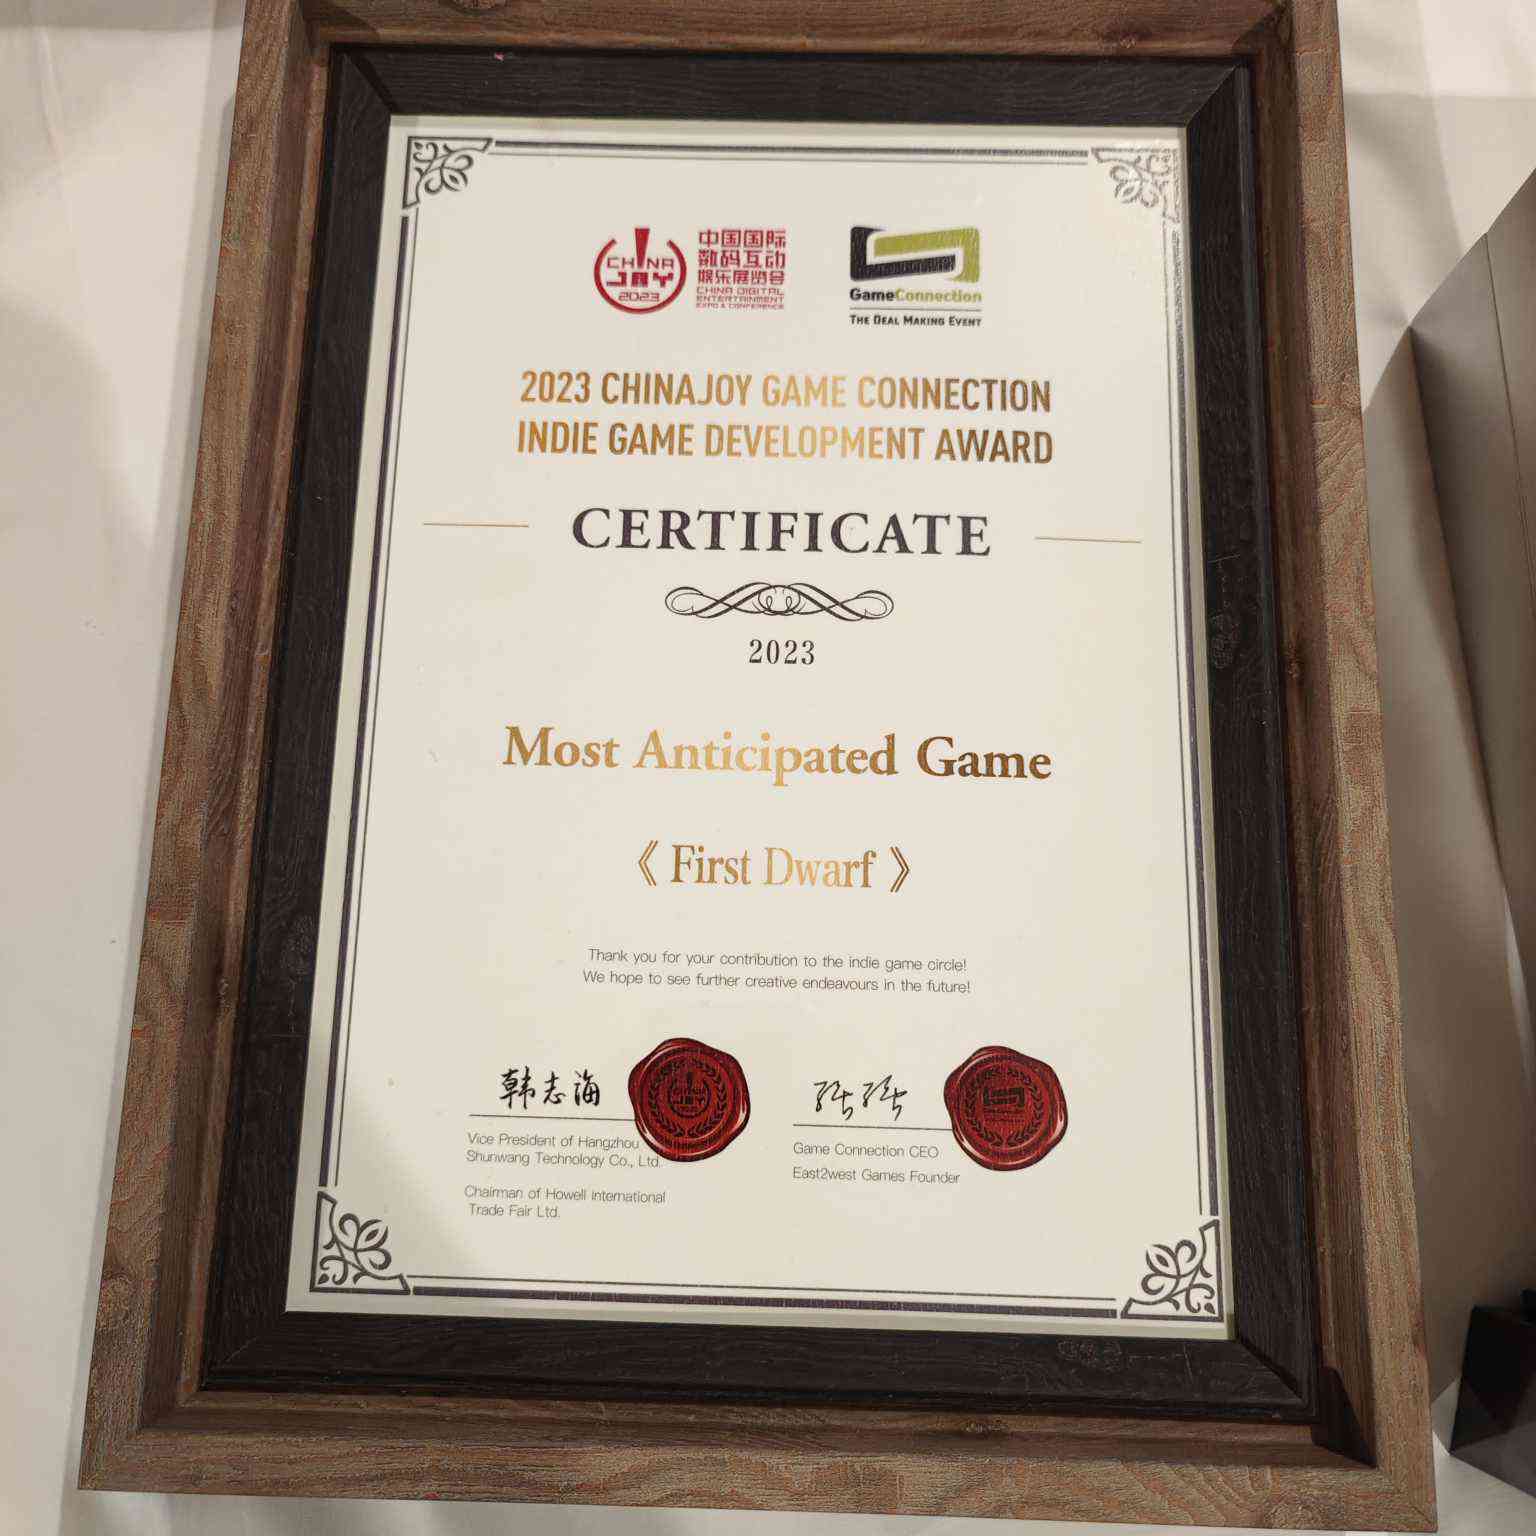 CHINA
JOY
2023
中国国际
数码互动
娱乐展览会
CHINA DIGITAL
ENTERTAINMENT
EXPO & CONFERENCE
GameConnection
THE DEAL MAKING EVENT
2023 CHINAJOY GAME CONNECTION
INDIE GAME DEVELOPMENT AWARD
CERTIFICATE
2023
Most Anticipated Game
《 First Dwarf 》
Thank you for your contribution to the indie game circle!
We hope to see further creative endeavours in the future!
韩志海
Vice President of Hangzhou
Shunwang Technology Co., Ltd.
Chairman of Howell International
Trade Fair Ltd.
Game Connection CEO
East2west Games Founder